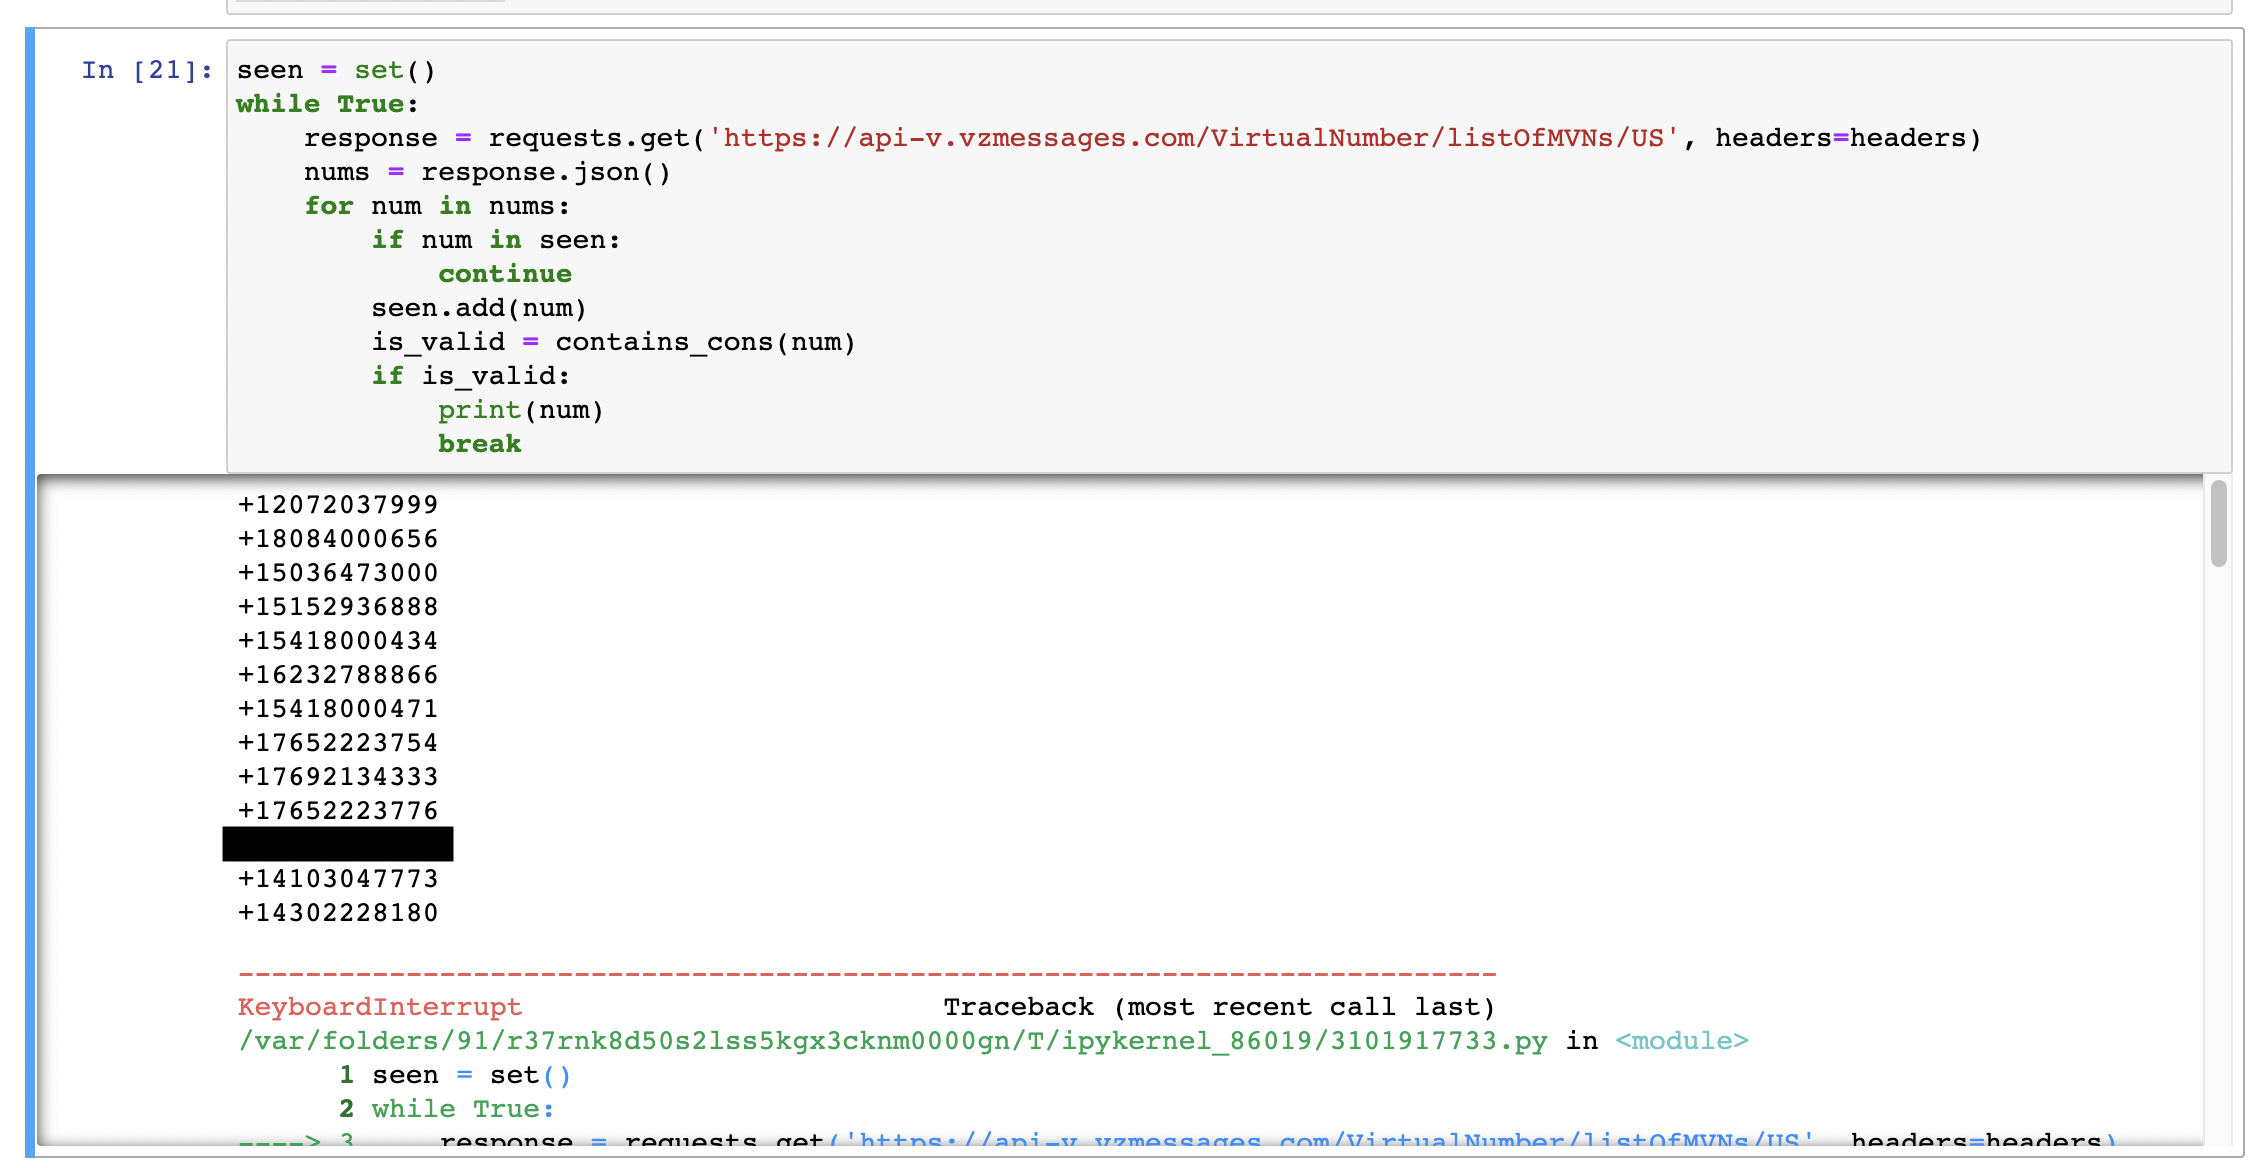 In [21]:
seen = set()
while True:
    response = requests.get('https://api-v.vzmessages.com/VirtualNumber/listOfMVNs/US', headers=headers)
    nums = response.json()
    for num in nums:
        if num in seen:
            continue
        seen.add(num)
        is_valid = contains_cons(num)
        if is_valid:
            print(num)
            break
+12072037999
+18084000656
+15036473000
+15152936888
+15418000434
+16232788866
+15418000471
+17652223754
+17692134333
+17652223776
+14103047773
+14302228180
---------------------------------------------------------------------------
KeyboardInterrupt                         Traceback (most recent call last)
/var/folders/91/r37rnk8d50s2lss5kgx3cknm0000gn/T/ipykernel_86019/3101917733.py in <module>
      1 seen = set()
      2 while True:
----> 3     response = requests.get('https://api-v.vzmessages.com/VirtualNumber/listOfMVNs/US', headers=headers)